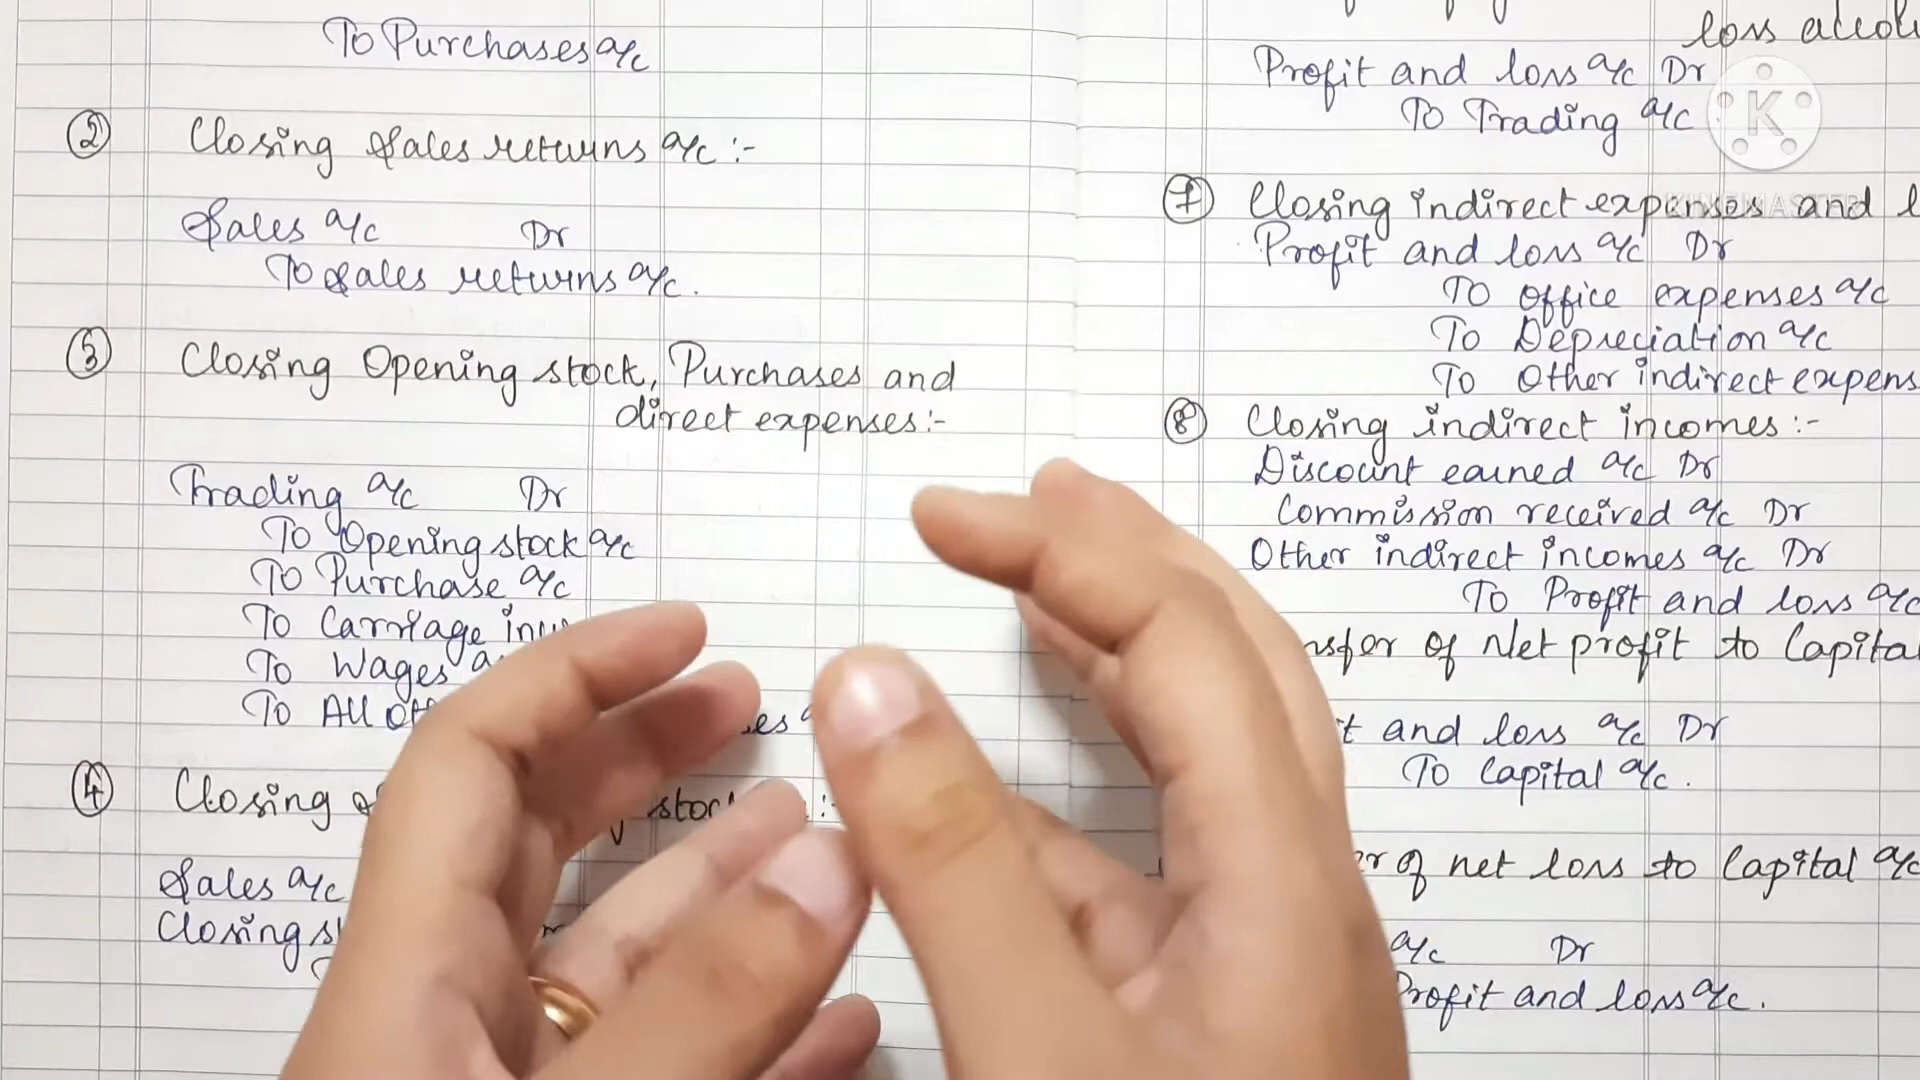 To Purchases a/c
② Closing Sales returns a/c :-
Sales a/c Dr
To Sales returns a/c.
③ Closing Opening stock, Purchases and
direct expenses:-
Trading a/c Dr
To Opening stock a/c
To Purchase a/c
To Carriage
To Wages
To All
④ Closing
Sales a/c
Closing
loss
Profit and loss a/c Dr
To Trading a/c
K
KINEMASTER
⑦ Closing indirect expenses and
Profit and loss a/c Dr
To Office expenses a/c
To Depreciation a/c
To Other indirect expens
⑧ Closing indirect incomes :-
Discount earned a/c Dr
Commission received a/c Dr
Other indirect incomes a/c Dr
To Profit and loss a/c
nsfer of Net profit to Capital
t and loss a/c Dr
To Capital a/c.
er of net loss to Capital a/c
a/c Dr
Profit and loss a/c.